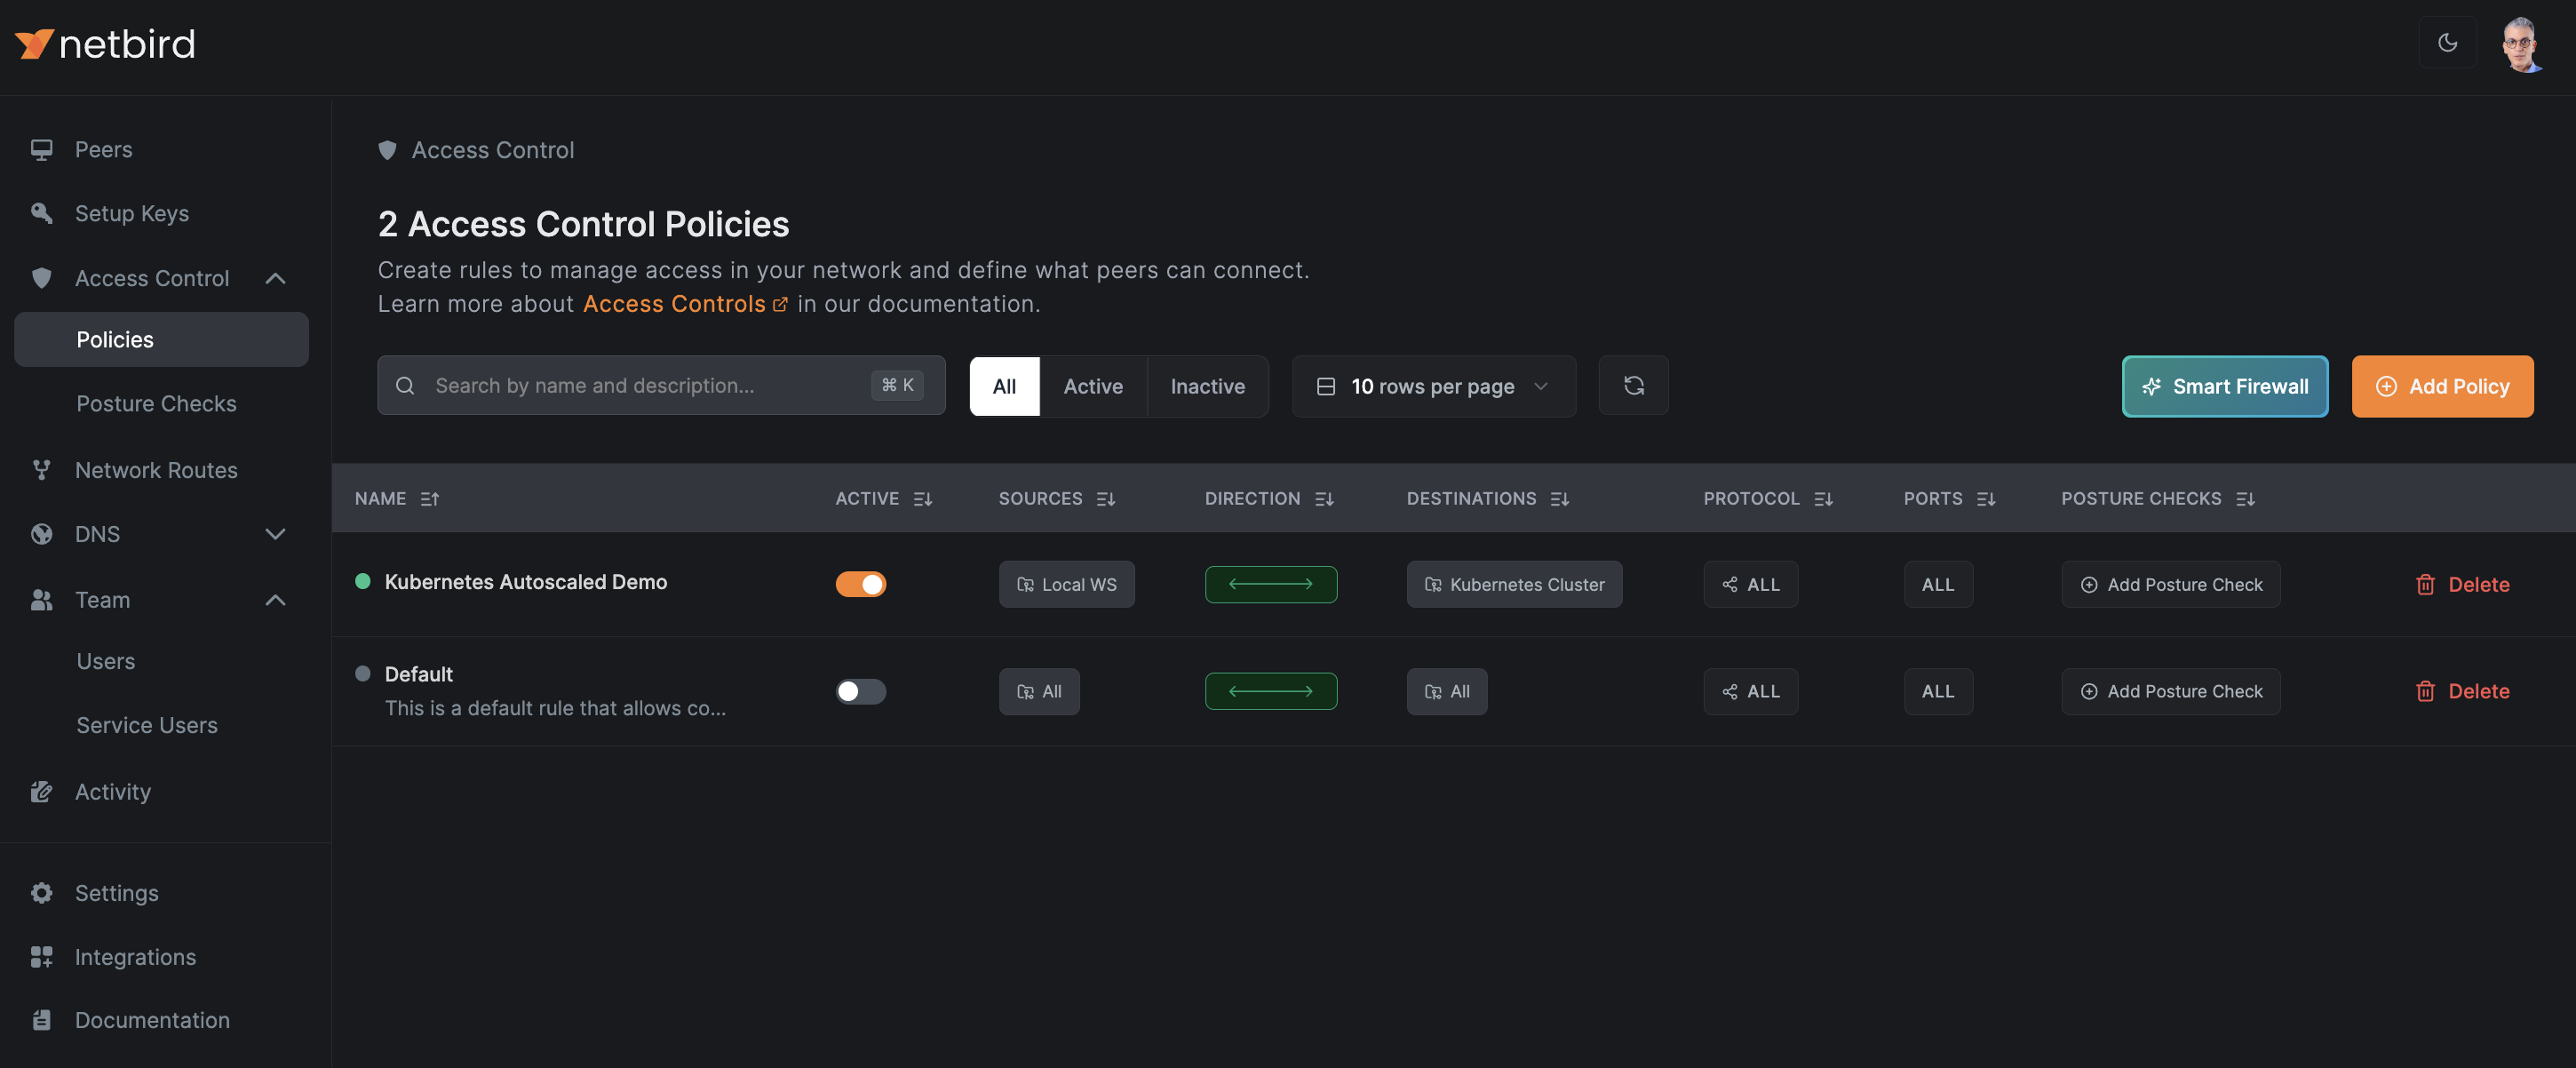 netbird
Peers
Setup Keys
Access Control
Policies
Posture Checks
Network Routes
DNS
Team
Users
Service Users
Activity
Settings
Integrations
Documentation
Access Control
2 Access Control Policies
Create rules to manage access in your network and define what peers can connect.
Learn more about Access Controls in our documentation.
Search by name and description... ⌘ K All Active Inactive 10 rows per page Smart Firewall Add Policy
NAME ACTIVE SOURCES DIRECTION DESTINATIONS PROTOCOL PORTS POSTURE CHECKS
Kubernetes Autoscaled Demo Local WS Kubernetes Cluster ALL ALL Add Posture Check Delete
Default All All ALL ALL Add Posture Check Delete
This is a default rule that allows co...